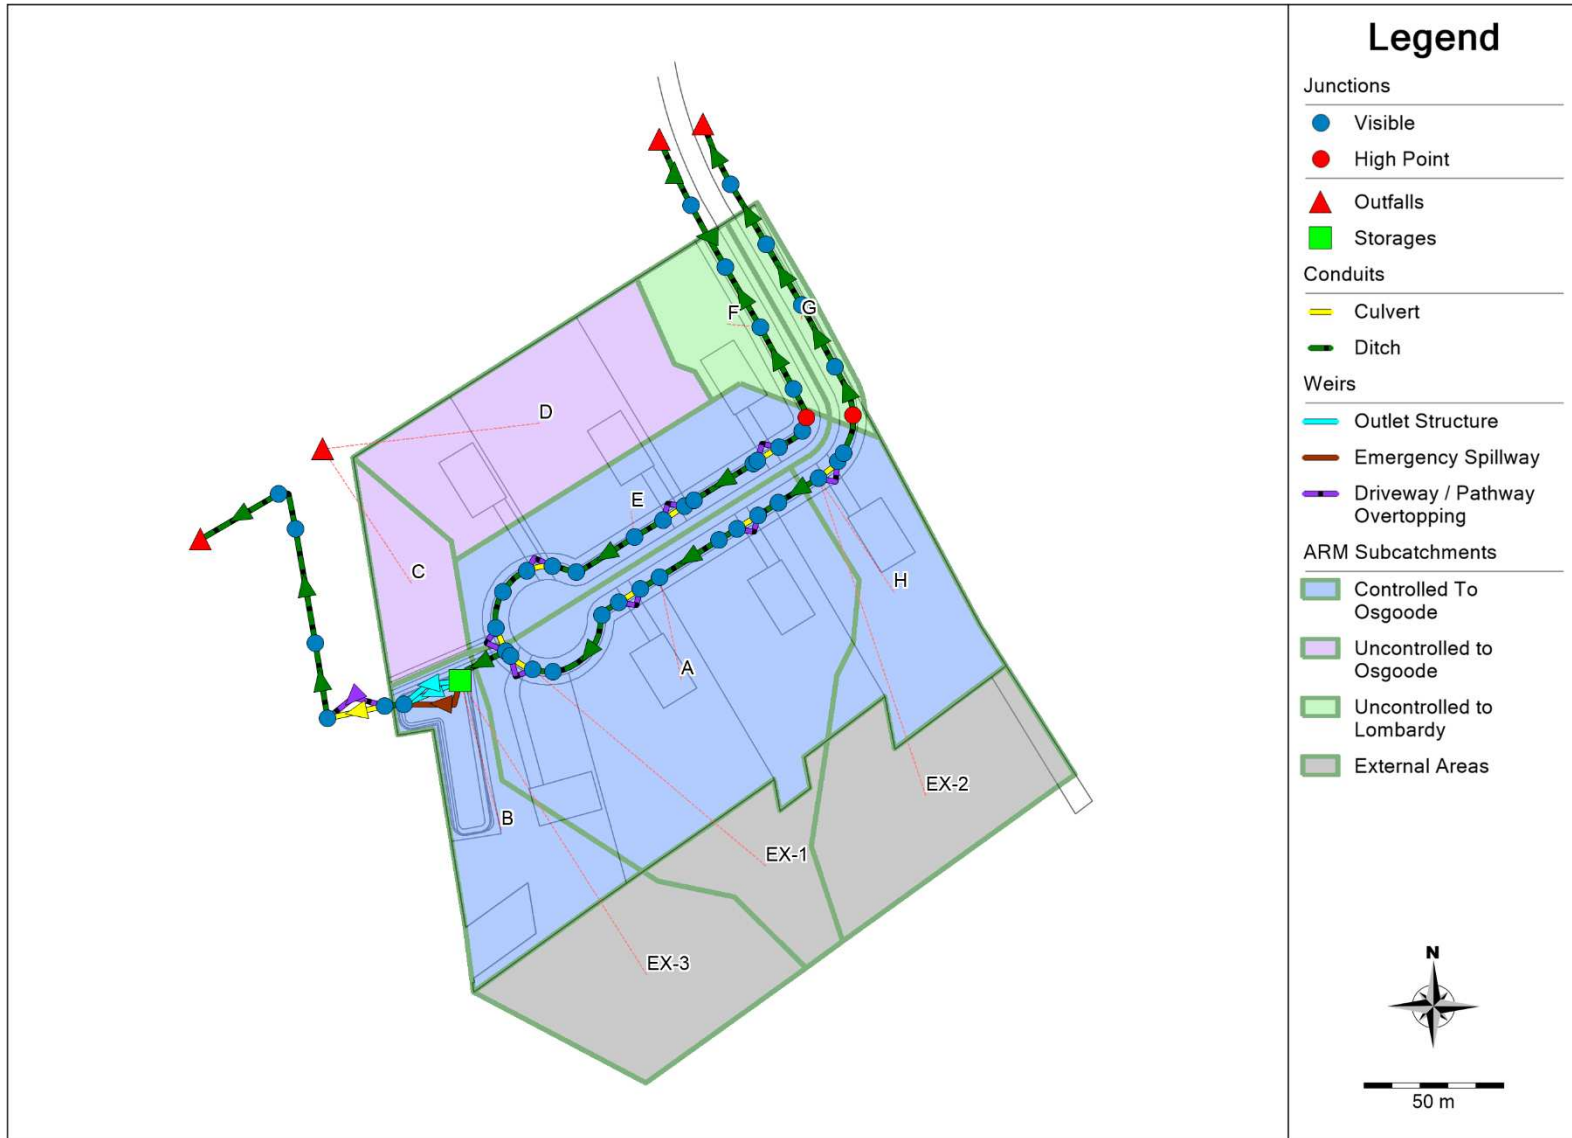 F
G
D
E
C
H
A
B
EX-2
EX-1
EX-3
Legend
Junctions
Visible
High Point
Outfalls
Storages
Conduits
Culvert
Ditch
Weirs
Outlet Structure
Emergency Spillway
Driveway / Pathway
Overtopping
ARM Subcatchments
Controlled To
Osgoode
Uncontrolled to
Osgoode
Uncontrolled to
Lombardy
External Areas
N
50 m